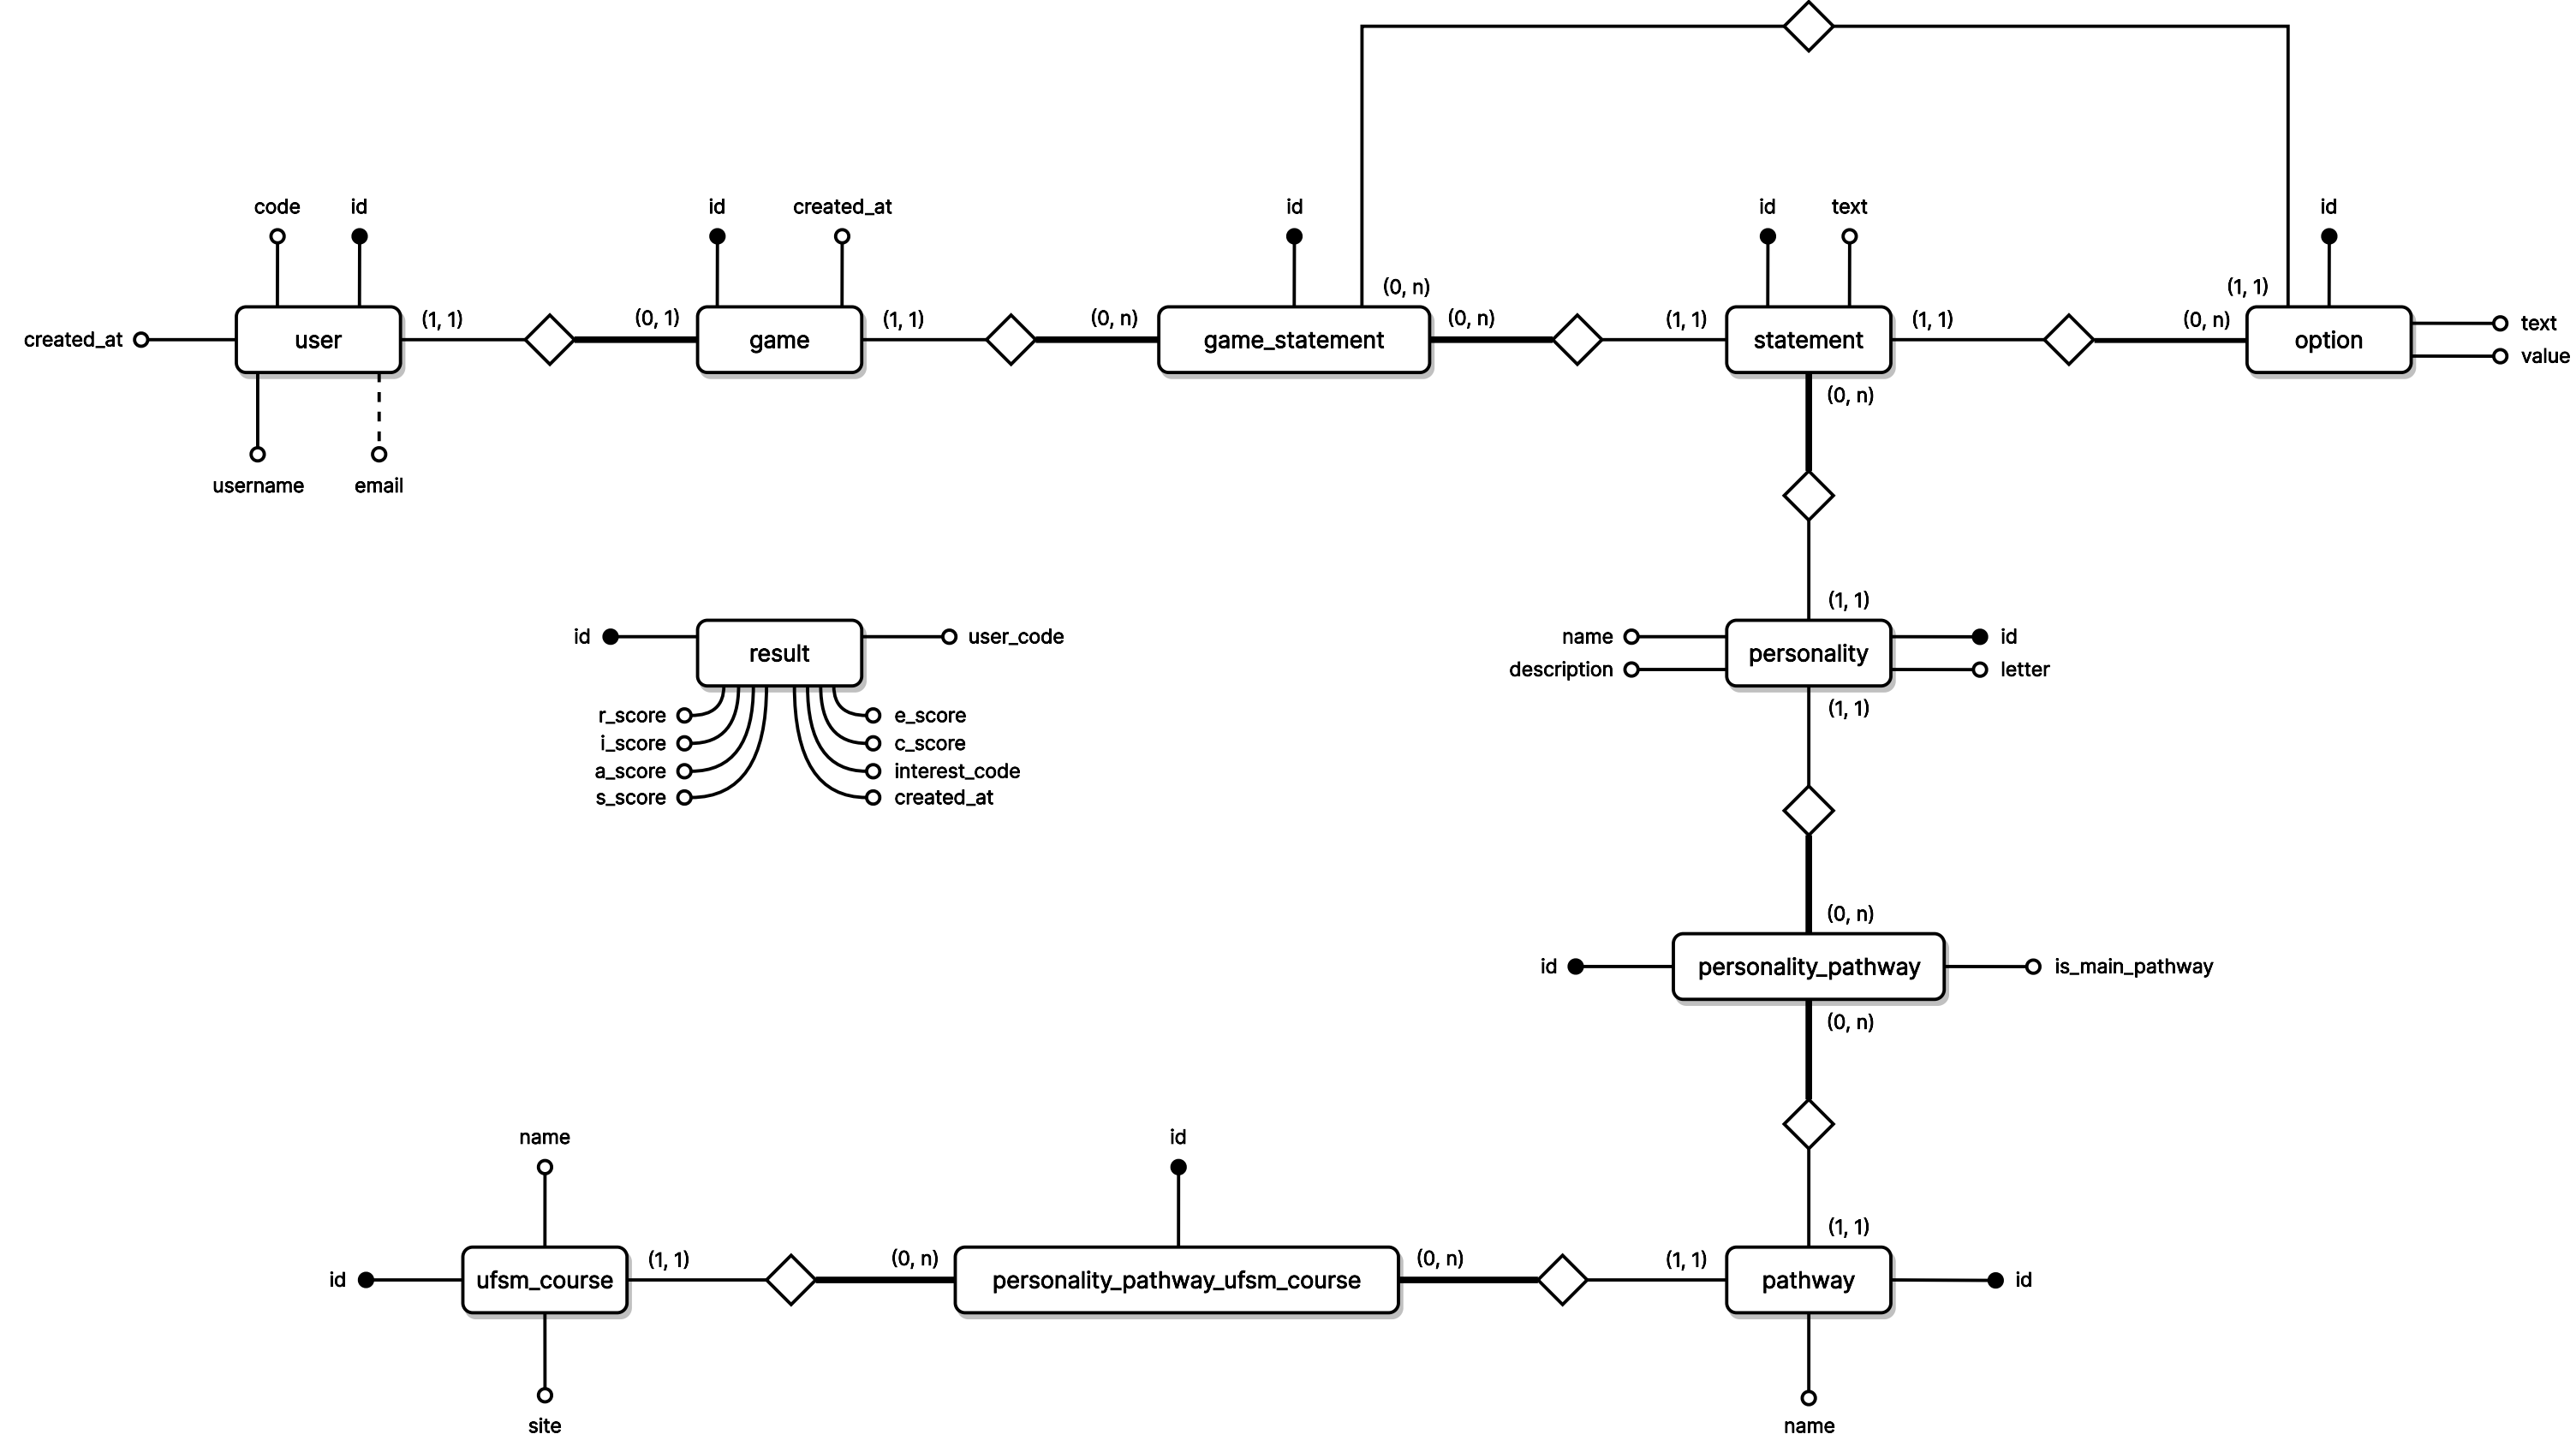 code
id
id
created_at
id
id
text
id
(0, n)
(1, 1)
created_at
user
(1, 1)
(0, 1)
game
(1, 1)
(0, n)
game_statement
(0, n)
(1, 1)
statement
(1, 1)
(0, n)
option
text
value
(0, n)
username
email
(1, 1)
id
result
user_code
name
description
personality
id
letter
(1, 1)
r_score
i_score
a_score
s_score
e_score
c_score
interest_code
created_at
(0, n)
id
personality_pathway
is_main_pathway
(0, n)
name
id
(1, 1)
id
ufsm_course
(1, 1)
(0, n)
personality_pathway_ufsm_course
(0, n)
(1, 1)
pathway
id
site
name